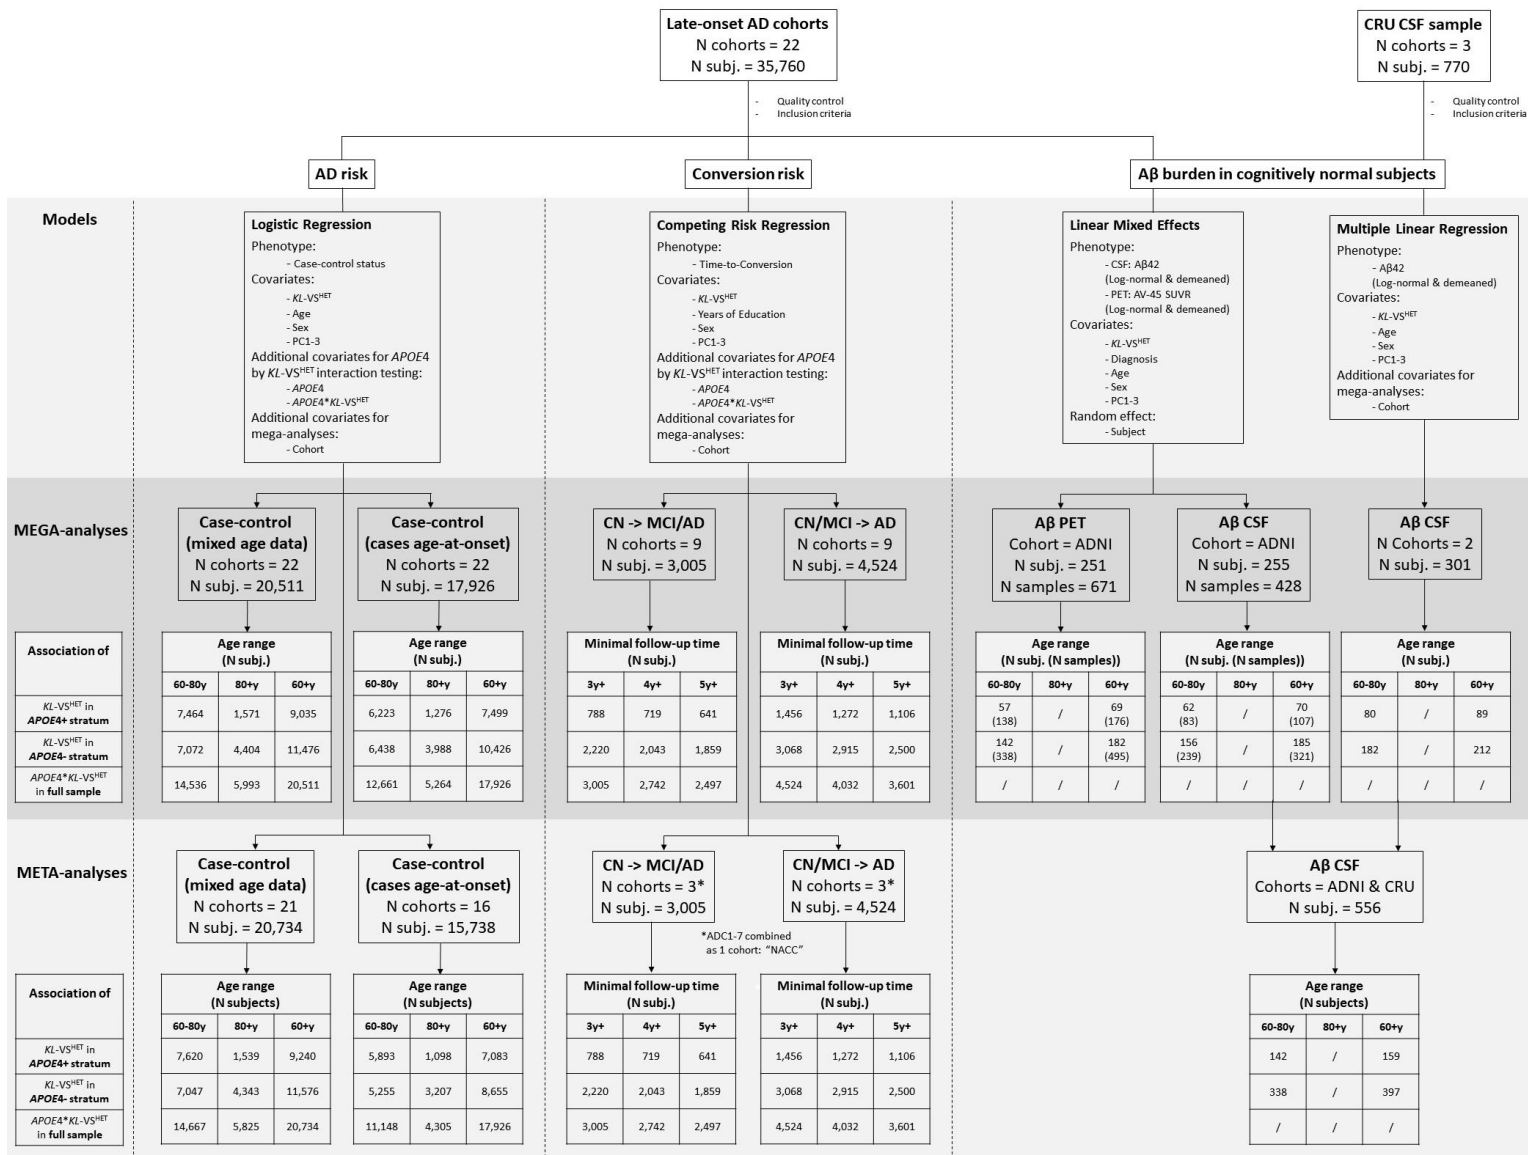 Late-onset AD cohorts
N cohorts = 22
N subj. = 35,760
CRU CSF sample
N cohorts = 3
N subj. = 770
- Quality control
- Inclusion criteria
- Quality control
- Inclusion criteria
AD risk
Conversion risk
Aβ burden in cognitively normal subjects
Models
Logistic Regression
Phenotype:
- Case-control status
Covariates:
- KL-VSHET
- Age
- Sex
- PC1-3
Additional covariates for APOE4
by KL-VSHET interaction testing:
- APOE4
- APOE4*KL-VSHET
Additional covariates for
mega-analyses:
- Cohort
Competing Risk Regression
Phenotype:
- Time-to-Conversion
Covariates:
- KL-VSHET
- Years of Education
- Sex
- PC1-3
Additional covariates for APOE4
by KL-VSHET interaction testing:
- APOE4
- APOE4*KL-VSHET
Additional covariates for
mega-analyses:
- Cohort
Linear Mixed Effects
Phenotype:
- CSF: Aβ42
(Log-normal & demeaned)
- PET: AV-45 SUVR
(Log-normal & demeaned)
Covariates:
- KL-VSHET
- Diagnosis
- Age
- Sex
- PC1-3
Random effect:
- Subject
Multiple Linear Regression
Phenotype:
- Aβ42
(Log-normal & demeaned)
Covariates:
- KL-VSHET
- Age
- Sex
- PC1-3
Additional covariates for
mega-analyses:
- Cohort
MEGA-analyses
Case-control
(mixed age data)
N cohorts = 22
N subj. = 20,511
Case-control
(cases age-at-onset)
N cohorts = 22
N subj. = 17,926
CN -> MCI/AD
N cohorts = 9
N subj. = 3,005
CN/MCI -> AD
N cohorts = 9
N subj. = 4,524
Aβ PET
Cohort = ADNI
N subj. = 251
N samples = 671
Aβ CSF
Cohort = ADNI
N subj. = 255
N samples = 428
Aβ CSF
N Cohorts = 2
N subj. = 301
Association of
KL-VSHET in
APOE4+ stratum
KL-VSHET in
APOE4- stratum
APOE4*KL-VSHET
in full sample
Age range
(N subj.)
60-80y 80+y 60+y
7,464 1,571 9,035
7,072 4,404 11,476
14,536 5,993 20,511
Age range
(N subj.)
60-80y 80+y 60+y
6,223 1,276 7,499
6,438 3,988 10,426
12,661 5,264 17,926
Minimal follow-up time
(N subj.)
3y+ 4y+ 5y+
788 719 641
2,220 2,043 1,859
3,005 2,742 2,497
Minimal follow-up time
(N subj.)
3y+ 4y+ 5y+
1,456 1,272 1,106
3,068 2,915 2,500
4,524 4,032 3,601
Age range
(N subj. (N samples))
60-80y 80+y 60+y
57 / 69
(138) (176)
142 / 182
(338) (495)
/ / /
Age range
(N subj. (N samples))
60-80y 80+y 60+y
62 / 70
(83) (107)
156 / 185
(239) (321)
/ / /
Age range
(N subj.)
60-80y 80+y 60+y
80 / 89
182 / 212
/ / /
META-analyses
Case-control
(mixed age data)
N cohorts = 21
N subj. = 20,734
Case-control
(cases age-at-onset)
N cohorts = 16
N subj. = 15,738
CN -> MCI/AD
N cohorts = 3*
N subj. = 3,005
CN/MCI -> AD
N cohorts = 3*
N subj. = 4,524
*ADC1-7 combined
as 1 cohort: “NACC”
Aβ CSF
Cohorts = ADNI & CRU
N subj. = 556
Association of
KL-VSHET in
APOE4+ stratum
KL-VSHET in
APOE4- stratum
APOE4*KL-VSHET
in full sample
Age range
(N subjects)
60-80y 80+y 60+y
7,620 1,539 9,240
7,047 4,343 11,576
14,667 5,825 20,734
Age range
(N subjects)
60-80y 80+y 60+y
5,893 1,098 7,083
5,255 3,207 8,655
11,148 4,305 17,926
Minimal follow-up time
(N subj.)
3y+ 4y+ 5y+
788 719 641
2,220 2,043 1,859
3,005 2,742 2,497
Minimal follow-up time
(N subj.)
3y+ 4y+ 5y+
1,456 1,272 1,106
3,068 2,915 2,500
4,524 4,032 3,601
Age range
(N subjects)
60-80y 80+y 60+y
142 / 159
338 / 397
/ / /